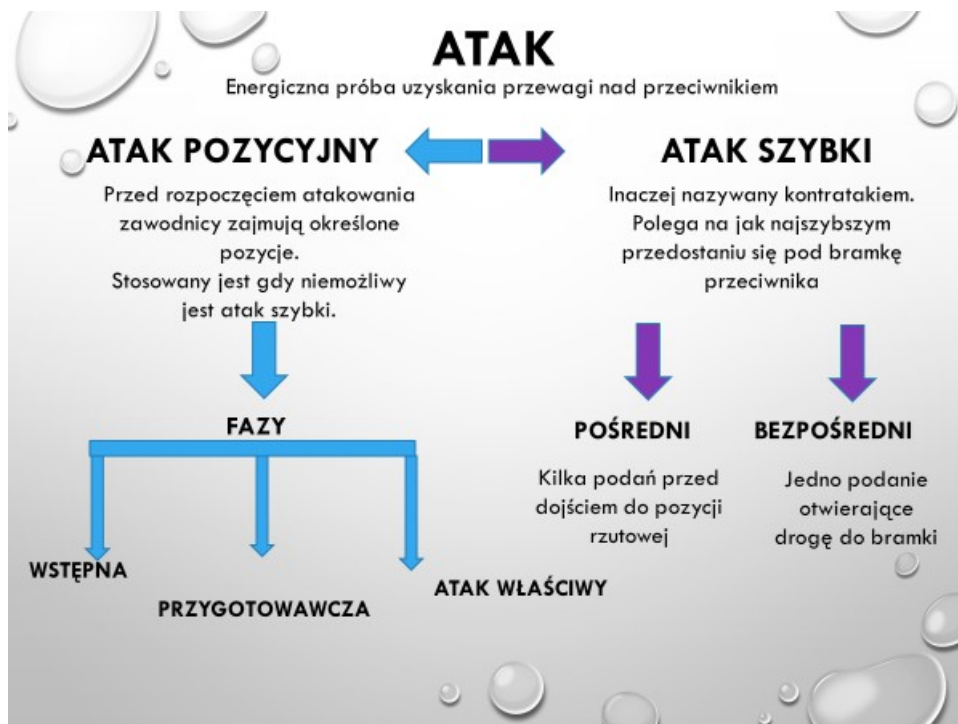 ATAK
Energiczna próba uzyskania przewagi nad przeciwnikiem
ATAK POZYCYJNY
Przed rozpoczęciem atakowania
zawodnicy zajmują określone
pozycje.
Stosowany jest gdy niemożliwy
jest atak szybki.
FAZY
WSTĘPNA
PRZYGOTOWAWCZA
ATAK WŁAŚCIWY
ATAK SZYBKI
Inaczej nazywany kontratakiem.
Polega na jak najszybszym
przedostaniu się pod bramkę
przeciwnika
POŚREDNI
Kilka podań przed
dojściem do pozycji
rzutowej
BEZPOŚREDNI
Jedno podanie
otwierające
drogę do bramki